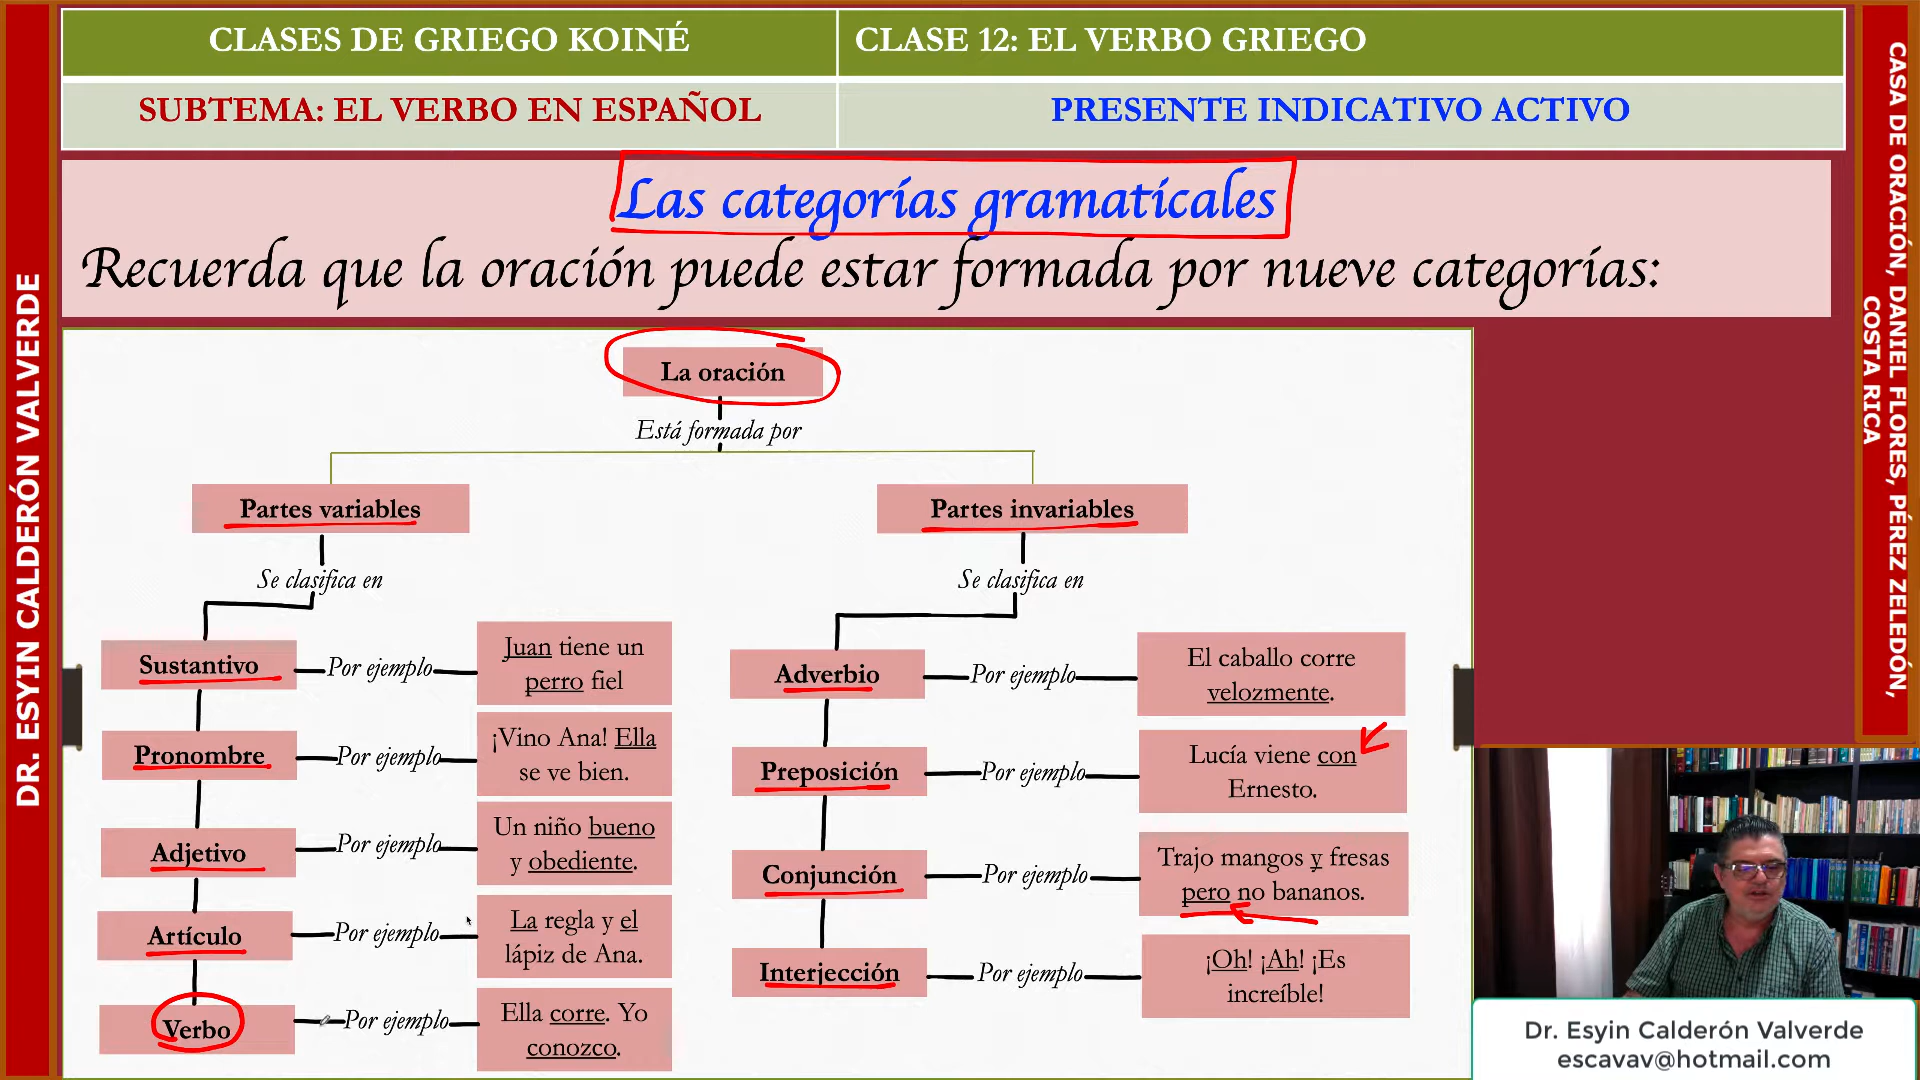 CLASES DE GRIEGO KOINÉ
CLASE 12: EL VERBO GRIEGO
SUBTEMA: EL VERBO EN ESPAÑOL
PRESENTE INDICATIVO ACTIVO
Las categorías gramaticales
Recuerda que la oración puede estar formada por nueve categorías:
DR. ESYIN CALDERÓN VALVERDE
CASA DE ORACIÓN, DANIEL FLORES, PÉREZ ZELEDÓN,
COSTA RICA
La oración
Está formada por
Partes variables
Se clasifica en
Sustantivo
Por ejemplo
Juan tiene un
perro fiel
Pronombre
Por ejemplo
¡Vino Ana! Ella
se ve bien.
Adjetivo
Por ejemplo
Un niño bueno
y obediente.
Artículo
Por ejemplo
La regla y el
lápiz de Ana.
Verbo
Por ejemplo
Ella corre. Yo
conozco.
Partes invariables
Se clasifica en
Adverbio
Por ejemplo
El caballo corre
velozmente.
Preposición
Por ejemplo
Lucía viene con
Ernesto.
Conjunción
Por ejemplo
Trajo mangos y fresas
pero no bananos.
Interjección
Por ejemplo
¡Oh! ¡Ah! ¡Es
increíble!
Dr. Esyin Calderón Valverde
escavav@hotmail.com